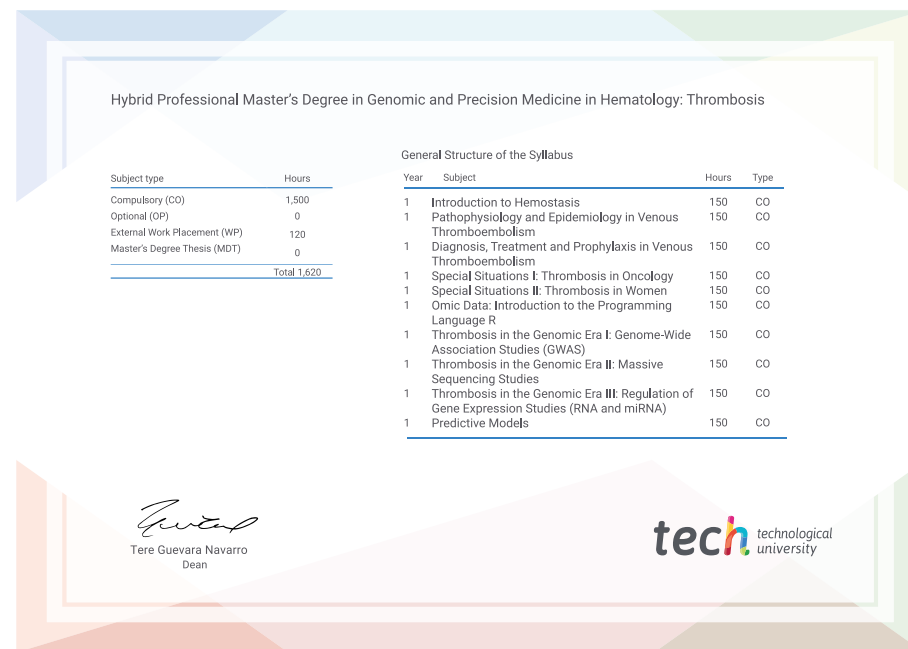 Hybrid Professional Master's Degree in Genomic and Precision Medicine in Hematology: Thrombosis
Subject type Hours
Compulsory (CO) 1,500
Optional (OP) 0
External Work Placement (WP) 120
Master's Degree Thesis (MDT) 0
Total 1,620
General Structure of the Syllabus
Year Subject Hours Type
1 Introduction to Hemostasis 150 CO
1 Pathophysiology and Epidemiology in Venous 150 CO
Thromboembolism
1 Diagnosis, Treatment and Prophylaxis in Venous 150 CO
Thromboembolism
1 Special Situations I: Thrombosis in Oncology 150 CO
1 Special Situations II: Thrombosis in Women 150 CO
1 Omic Data: Introduction to the Programming 150 CO
Language R
1 Thrombosis in the Genomic Era I: Genome-Wide 150 CO
Association Studies (GWAS)
1 Thrombosis in the Genomic Era II: Massive 150 CO
Sequencing Studies
1 Thrombosis in the Genomic Era III: Regulation of 150 CO
Gene Expression Studies (RNA and miRNA)
1 Predictive Models 150 CO
Tere Guevara Navarro
Dean
tech technological
university